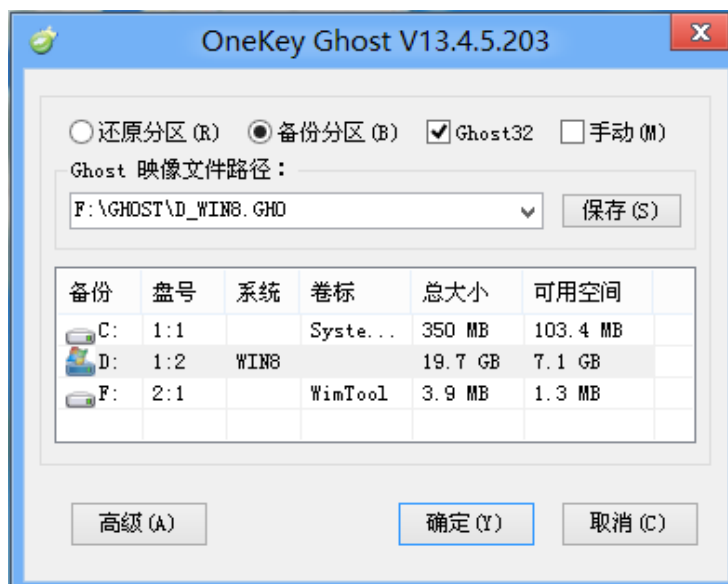 OneKey Ghost V13.4.5.203
还原分区(R) 备份分区(B) Ghost32 手动(M)
Ghost 映像文件路径：
F:\GHOST\D_WIN8.GHO 保存(S)
备份 盘号 系统 卷标 总大小 可用空间
C: 1:1 Syste... 350 MB 103.4 MB
D: 1:2 WIN8 19.7 GB 7.1 GB
F: 2:1 WimTool 3.9 MB 1.3 MB
高级(A) 确定(Y) 取消(C)